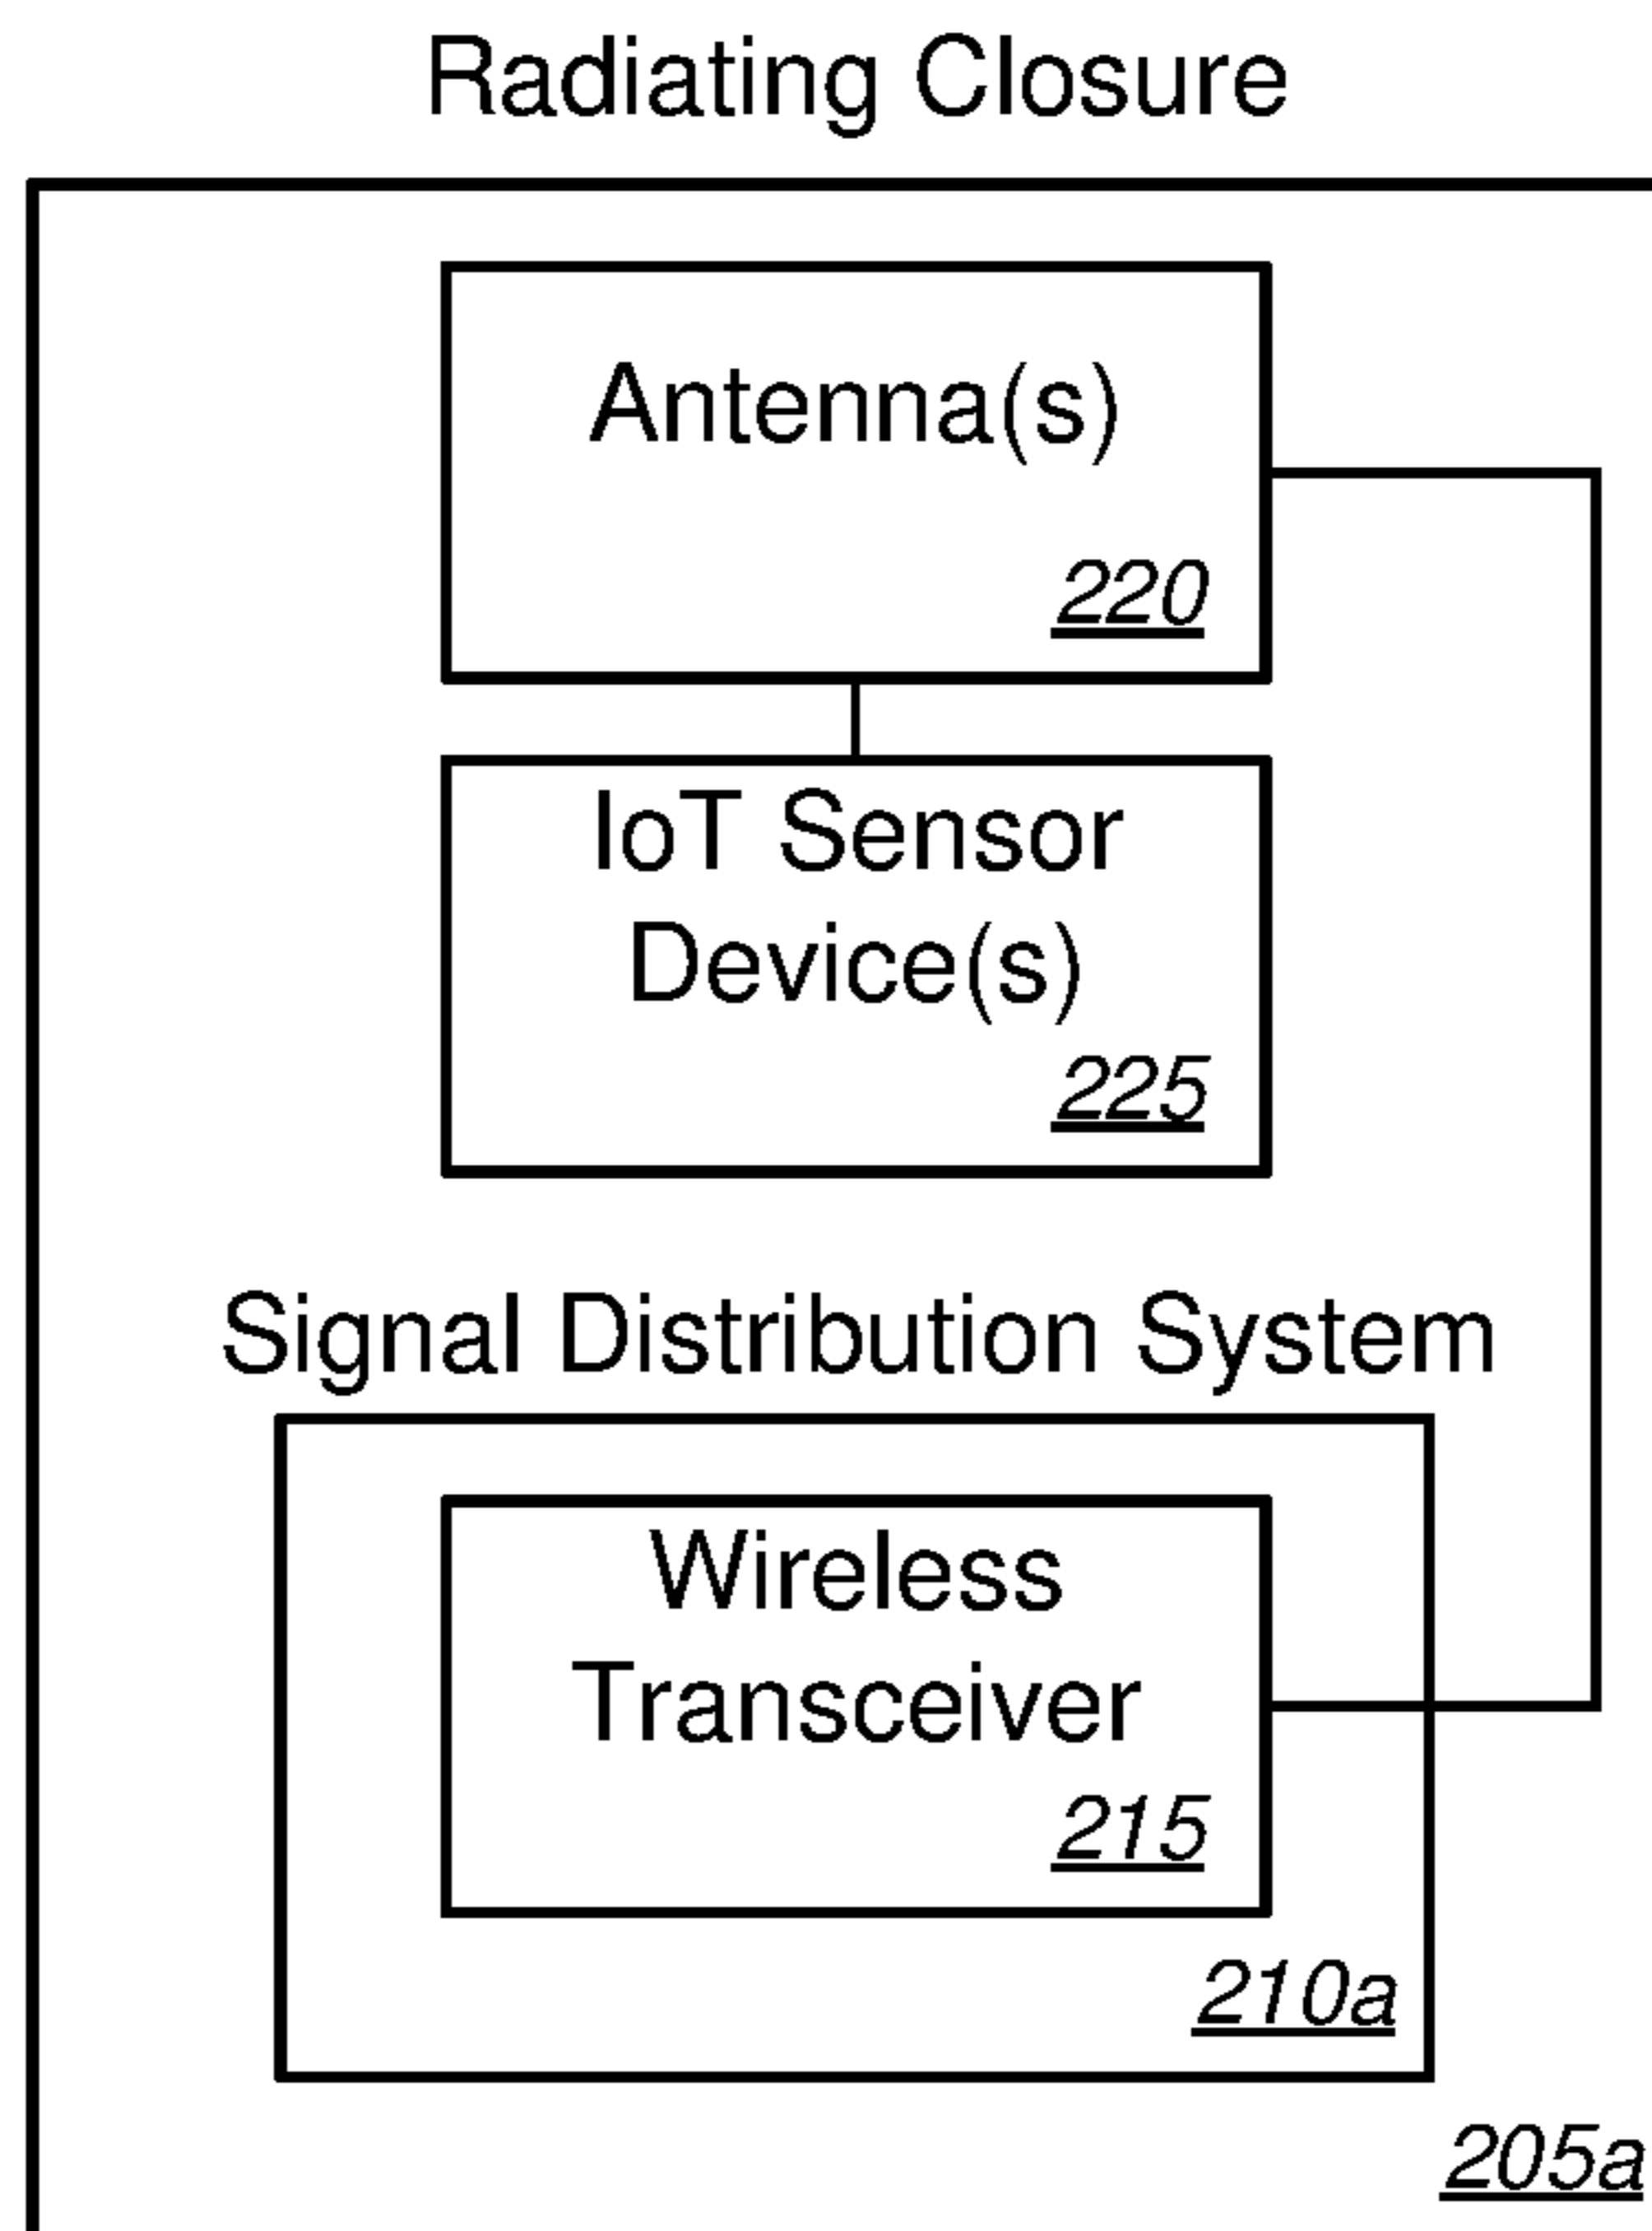 Radiating Closure
Antenna(s)
220
IoT Sensor
Device(s)
225
Signal Distribution System
Wireless
Transceiver
215
210a
205a